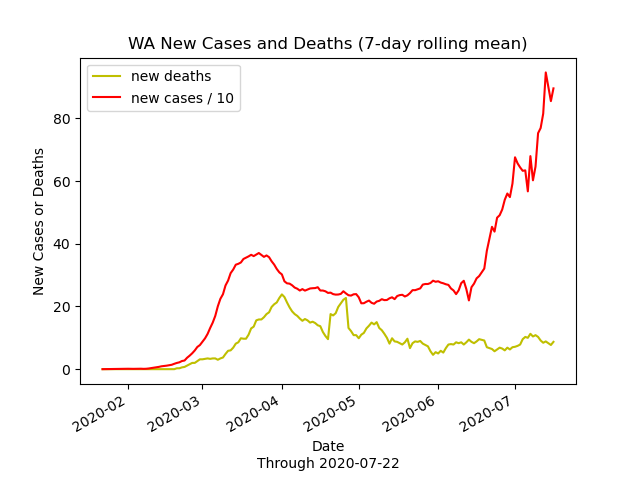 WA New Cases and Deaths (7-day rolling mean)
new deaths
new cases / 10
New Cases or Deaths
80
60
40
20
0
2020-02
2020-03
2020-04
2020-05
2020-06
2020-07
Date
Through 2020-07-22